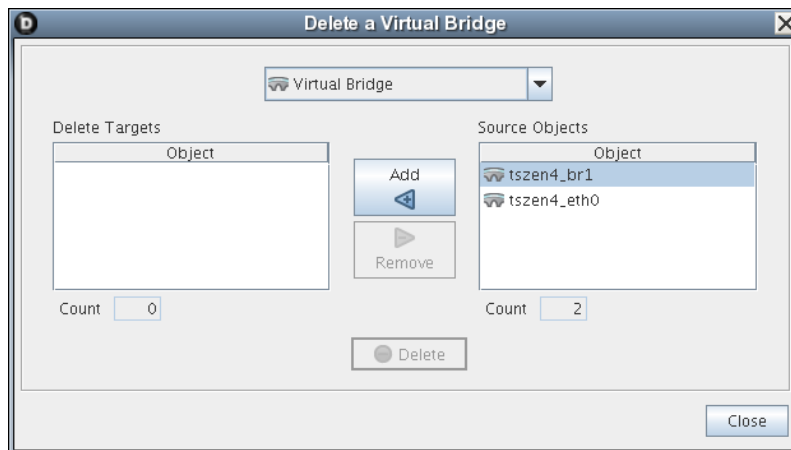 b
Delete a Virtual Bridge
Virtual Bridge
Delete Targets
Source Objects
Object
Object
Add
tszen4_br1
tszen4_eth0
Remove
Count 0
Count 2
Delete
Close